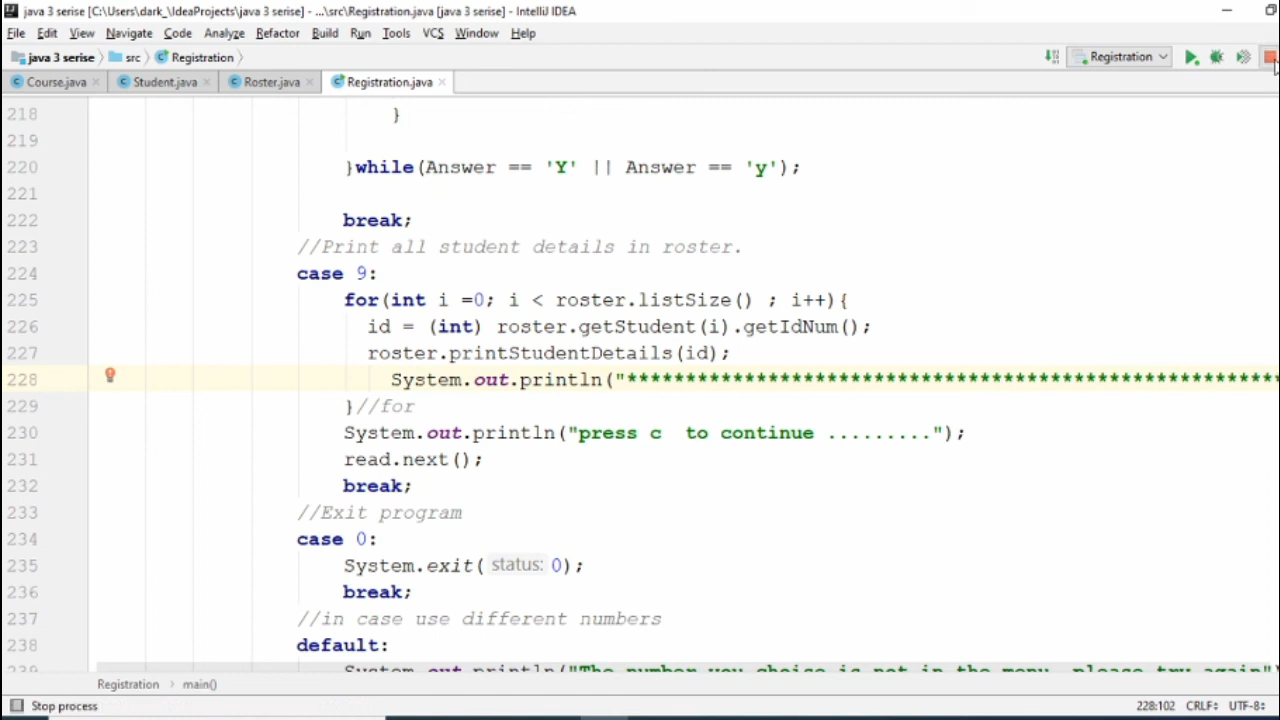 java 3 serise [C:\Users\dark_\IdeaProjects\java 3 serise] - ...\src\Registration.java [java 3 serise] - IntelliJ IDEA
File Edit View Navigate Code Analyze Refactor Build Run Tools VCS Window Help
java 3 serise src Registration Registration
Course.java Student.java Roster.java Registration.java
218 }
219
220 }while(Answer == 'Y' || Answer == 'y');
221
222 break;
223 //Print all student details in roster.
224 case 9:
225 for(int i =0; i < roster.listSize() ; i++){
226 id = (int) roster.getStudent(i).getIdNum();
227 roster.printStudentDetails(id);
228 System.out.println("********************************************************
229 }//for
230 System.out.println("press c  to continue .........");
231 read.next();
232 break;
233 //Exit program
234 case 0:
235 System.exit( status: 0);
236 break;
237 //in case use different numbers
238 default:
239 System.out.println("The number you choice is not in the menu, please try again"
Registration main()
Stop process 228:102 CRLF UTF-8